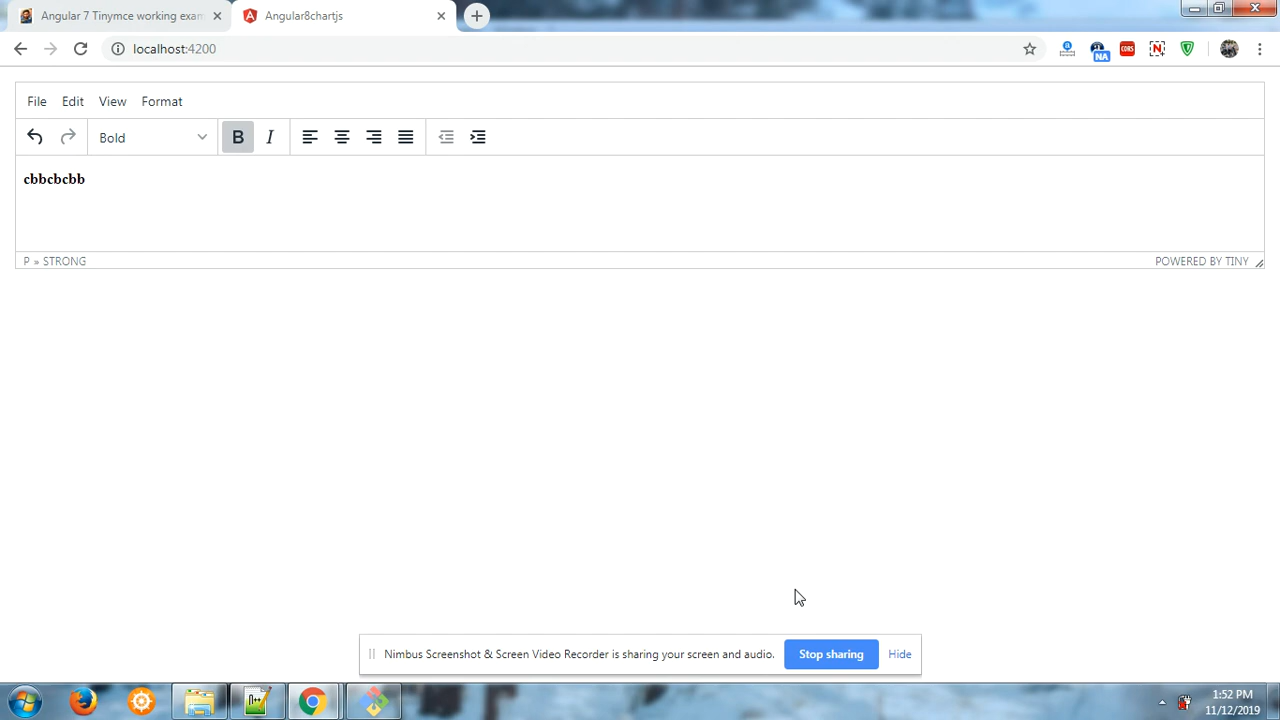 Angular 7 Tinymce working exam
Angular8chartjs
localhost:4200
NA
CORS
N
File Edit View Format
Bold B I
cbbcbcbb
P » STRONG
POWERED BY TINY
Nimbus Screenshot & Screen Video Recorder is sharing your screen and audio.
Stop sharing
Hide
1:52 PM
11/12/2019